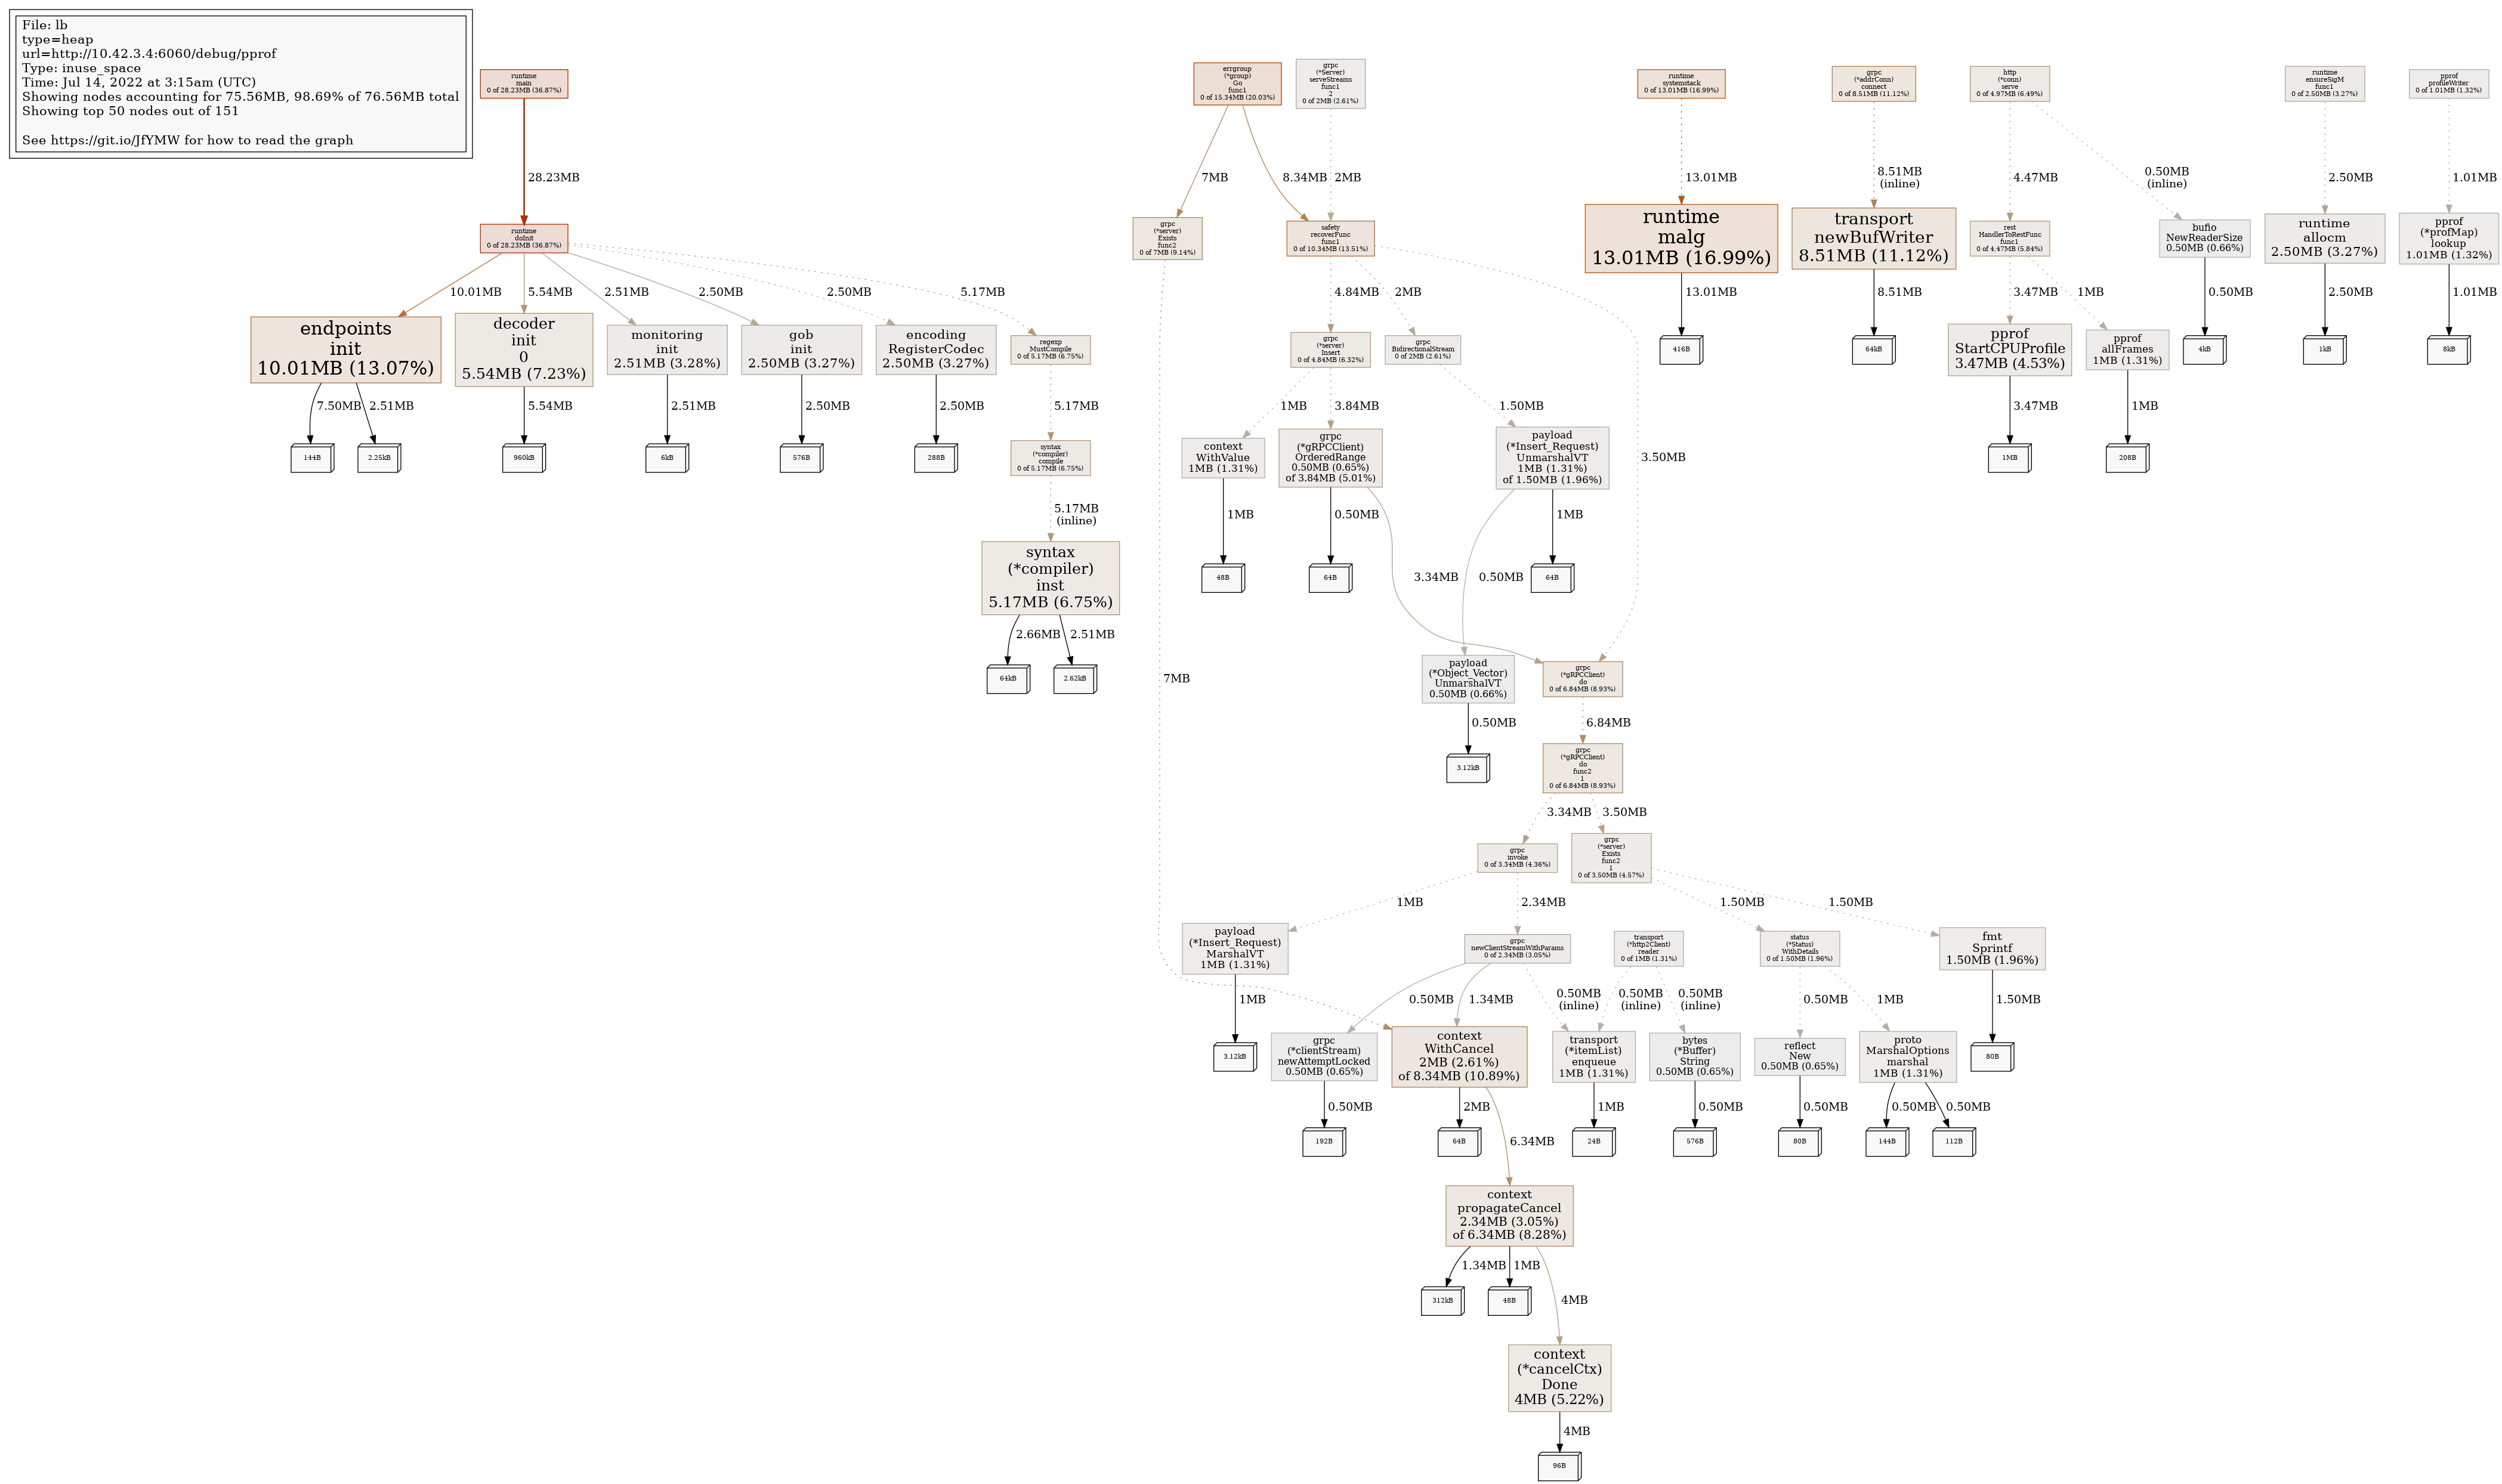 File: lb
type=heap
url=http://10.42.3.4:6060/debug/pprof
Type: inuse_space
Time: Jul 14, 2022 at 3:15am (UTC)
Showing nodes accounting for 75.56MB, 98.69% of 76.56MB total
Showing top 50 nodes out of 151
See https://git.io/JfYMW for how to read the graph
runtime
main
0 of 28.23MB (36.87%)
28.23MB
runtime
doInit
0 of 28.23MB (36.87%)
10.01MB
5.54MB
2.51MB
2.50MB
2.50MB
5.17MB
endpoints
init
10.01MB (13.07%)
7.50MB
2.51MB
144B
2.25kB
decoder
init
0
5.54MB (7.23%)
5.54MB
960kB
monitoring
init
2.51MB (3.28%)
2.51MB
6kB
gob
init
2.50MB (3.27%)
2.50MB
576B
encoding
RegisterCodec
2.50MB (3.27%)
2.50MB
288B
regexp
MustCompile
0 of 5.17MB (6.75%)
5.17MB
syntax
(*compiler)
compile
0 of 5.17MB (6.75%)
5.17MB
(inline)
syntax
(*compiler)
inst
5.17MB (6.75%)
2.66MB
2.51MB
64kB
2.62kB
errgroup
(*group)
Go
func1
0 of 15.34MB (20.03%)
7MB
8.34MB
grpc
(*Server)
serveStreams
func1
2
0 of 2MB (2.61%)
2MB
grpc
(*server)
Exists
func2
0 of 7MB (9.14%)
7MB
safety
recoverFunc
func1
0 of 10.34MB (13.51%)
4.84MB
2MB
3.50MB
grpc
(*server)
Insert
0 of 4.84MB (6.32%)
1MB
3.84MB
grpc
BidirectionalStream
0 of 2MB (2.61%)
1.50MB
context
WithValue
1MB (1.31%)
1MB
48B
grpc
(*gRPCClient)
OrderedRange
0.50MB (0.65%)
of 3.84MB (5.01%)
0.50MB
3.34MB
64B
payload
(*Insert_Request)
UnmarshalVT
1MB (1.31%)
of 1.50MB (1.96%)
0.50MB
1MB
64B
payload
(*Object_Vector)
UnmarshalVT
0.50MB (0.66%)
0.50MB
3.12kB
grpc
(*gRPCClient)
do
0 of 6.84MB (8.93%)
6.84MB
grpc
(*gRPCClient)
do
func2
1
0 of 6.84MB (8.93%)
3.34MB
3.50MB
grpc
invoke
0 of 3.34MB (4.36%)
1MB
2.34MB
grpc
(*server)
Exists
func2
1
0 of 3.50MB (4.57%)
1.50MB
1.50MB
payload
(*Insert_Request)
MarshalVT
1MB (1.31%)
1MB
3.12kB
grpc
newClientStreamWithParams
0 of 2.34MB (3.05%)
0.50MB
1.34MB
0.50MB
(inline)
transport
(*http2Client)
reader
0 of 1MB (1.31%)
0.50MB
(inline)
0.50MB
(inline)
status
(*Status)
WithDetails
0 of 1.50MB (1.96%)
0.50MB
1MB
fmt
Sprintf
1.50MB (1.96%)
1.50MB
80B
grpc
(*clientStream)
newAttemptLocked
0.50MB (0.65%)
0.50MB
192B
context
WithCancel
2MB (2.61%)
of 8.34MB (10.89%)
2MB
6.34MB
64B
transport
(*itemList)
enqueue
1MB (1.31%)
1MB
24B
bytes
(*Buffer)
String
0.50MB (0.65%)
0.50MB
576B
reflect
New
0.50MB (0.65%)
0.50MB
80B
proto
MarshalOptions
marshal
1MB (1.31%)
0.50MB
0.50MB
144B
112B
context
propagateCancel
2.34MB (3.05%)
of 6.34MB (8.28%)
1.34MB
1MB
4MB
312kB
48B
context
(*cancelCtx)
Done
4MB (5.22%)
4MB
96B
runtime
systemstack
0 of 13.01MB (16.99%)
13.01MB
runtime
malg
13.01MB (16.99%)
13.01MB
416B
grpc
(*addrConn)
connect
0 of 8.51MB (11.12%)
8.51MB
(inline)
transport
newBufWriter
8.51MB (11.12%)
8.51MB
64kB
http
(*conn)
serve
0 of 4.97MB (6.49%)
4.47MB
0.50MB
(inline)
rest
HandlerToRestFunc
func1
0 of 4.47MB (5.84%)
3.47MB
1MB
bufio
NewReaderSize
0.50MB (0.66%)
0.50MB
4kB
pprof
StartCPUProfile
3.47MB (4.53%)
3.47MB
1MB
pprof
allFrames
1MB (1.31%)
1MB
208B
runtime
ensureSigM
func1
0 of 2.50MB (3.27%)
2.50MB
runtime
allocm
2.50MB (3.27%)
2.50MB
1kB
pprof
profileWriter
0 of 1.01MB (1.32%)
1.01MB
pprof
(*profMap)
lookup
1.01MB (1.32%)
1.01MB
8kB